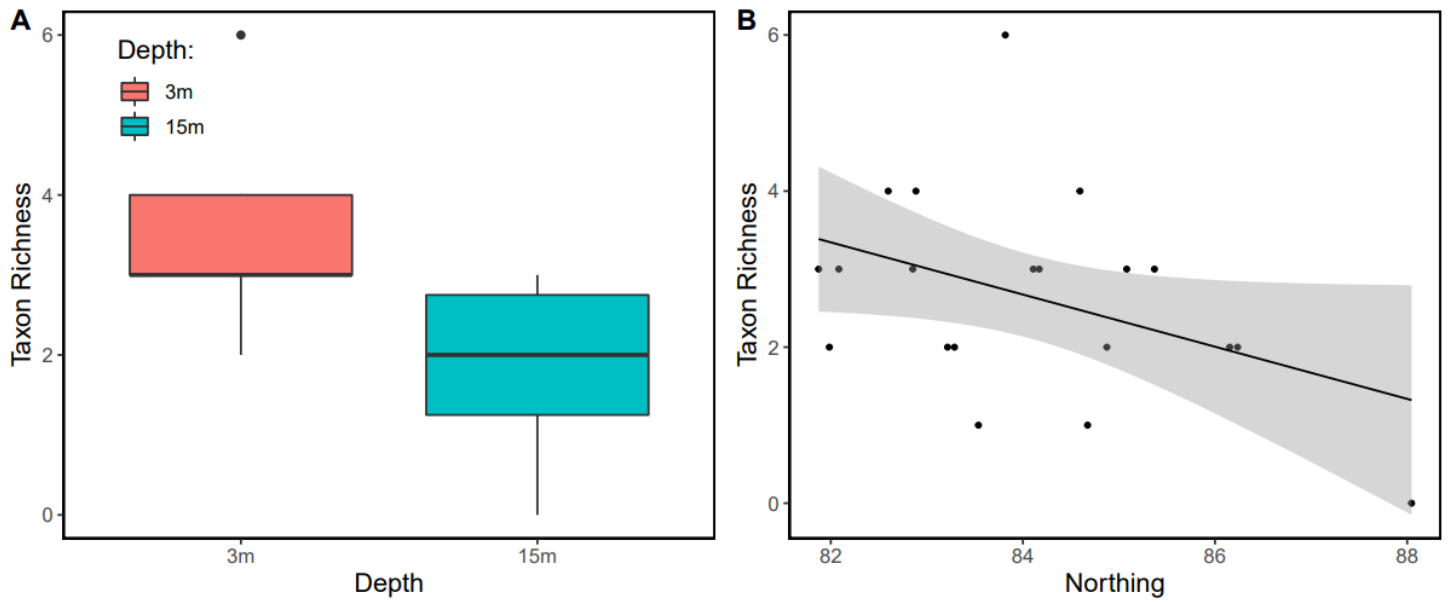 A
Depth:
3m
15m
6
4
2
0
Taxon Richness
3m
15m
Depth
B
6
4
2
0
Taxon Richness
82
84
86
88
Northing